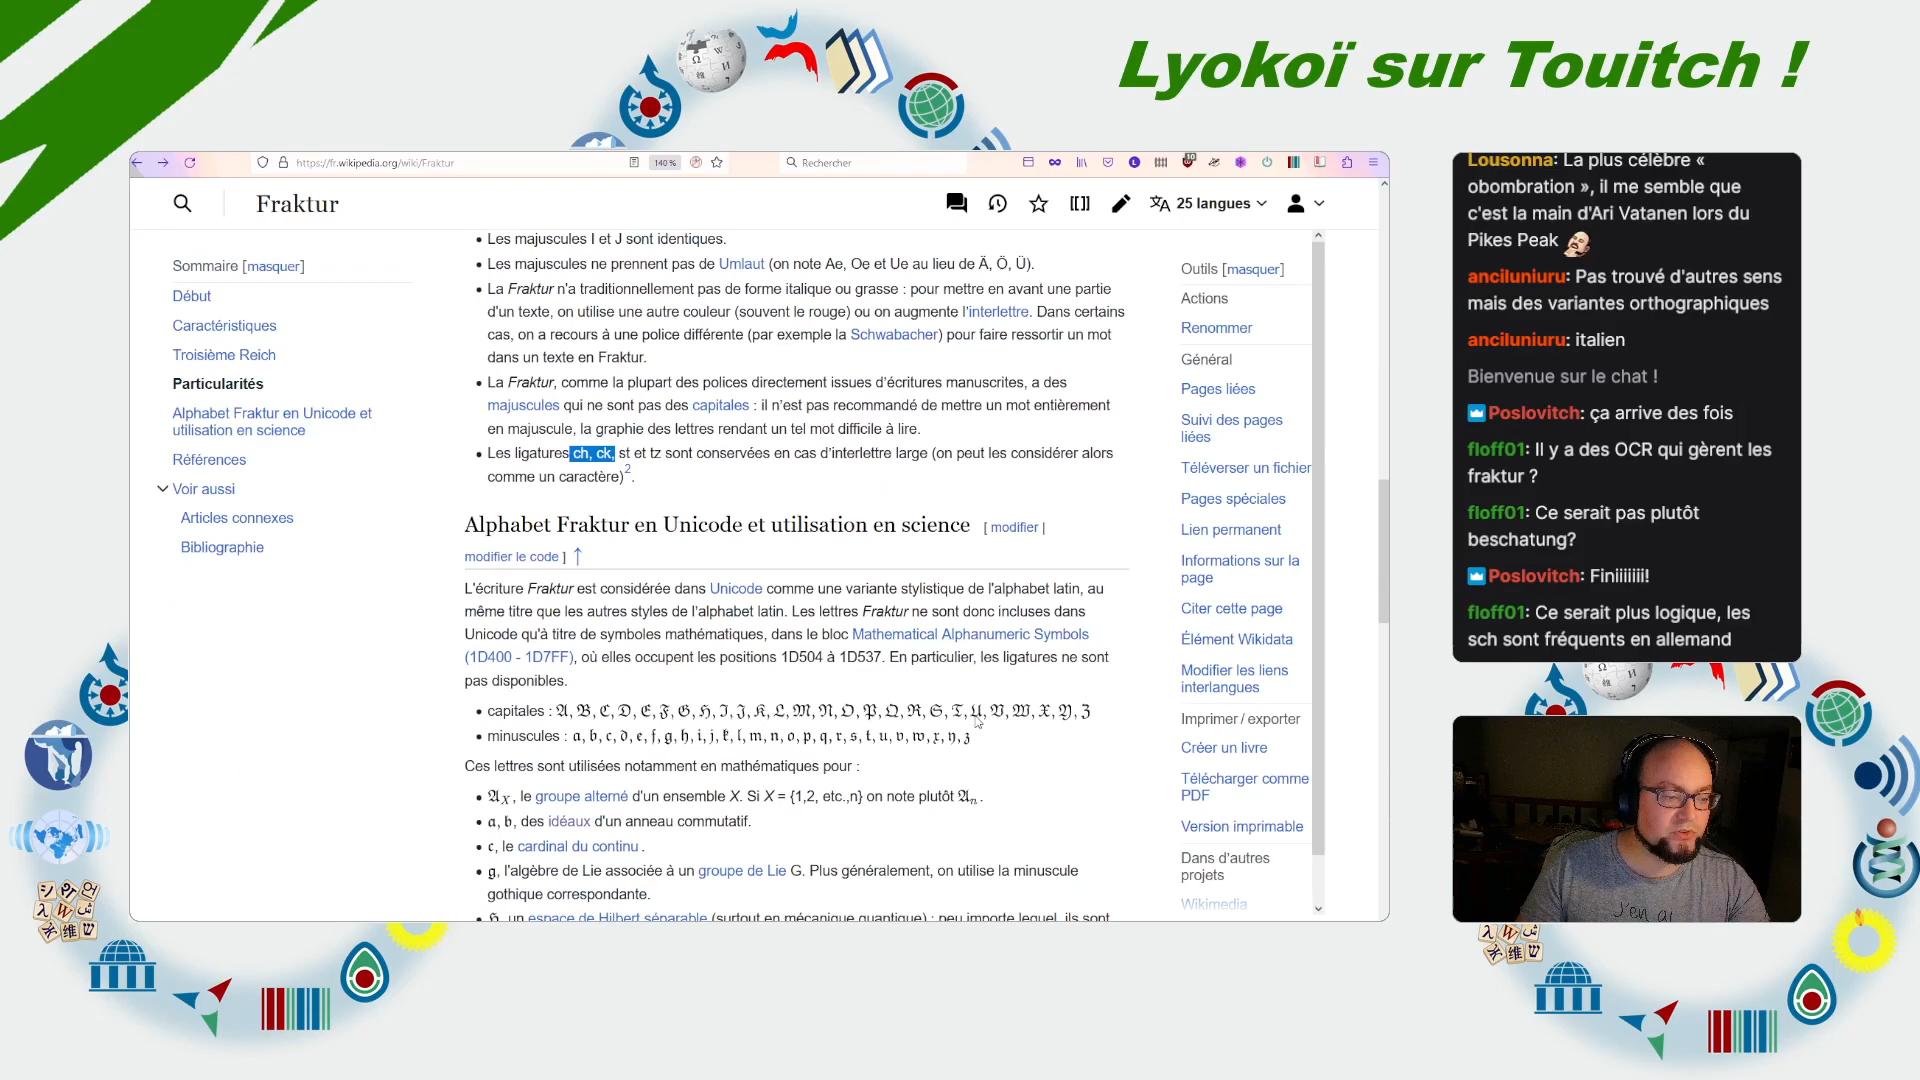 Lyokoï sur Touitch !
https://fr.wikipedia.org/wiki/Fraktur
140 %
Rechercher
Fraktur
25 langues
Sommaire [masquer]
Début
Caractéristiques
Troisième Reich
Particularités
Alphabet Fraktur en Unicode et
utilisation en science
Références
Voir aussi
Articles connexes
Bibliographie
Les majuscules I et J sont identiques.
Les majuscules ne prennent pas de Umlaut (on note Ae, Oe et Ue au lieu de Ä, Ö, Ü).
La Fraktur n'a traditionnellement pas de forme italique ou grasse : pour mettre en avant une partie
d'un texte, on utilise une autre couleur (souvent le rouge) ou on augmente l'interlettre. Dans certains
cas, on a recours à une police différente (par exemple la Schwabacher) pour faire ressortir un mot
dans un texte en Fraktur.
La Fraktur, comme la plupart des polices directement issues d’écritures manuscrites, a des
majuscules qui ne sont pas des capitales : il n’est pas recommandé de mettre un mot entièrement
en majuscule, la graphie des lettres rendant un tel mot difficile à lire.
Les ligatures ch, ck, st et tz sont conservées en cas d’interlettre large (on peut les considérer alors
comme un caractère)2.
Alphabet Fraktur en Unicode et utilisation en science [ modifier |
modifier le code ] ↑
L'écriture Fraktur est considérée dans Unicode comme une variante stylistique de l'alphabet latin, au
même titre que les autres styles de l’alphabet latin. Les lettres Fraktur ne sont donc incluses dans
Unicode qu'à titre de symboles mathématiques, dans le bloc Mathematical Alphanumeric Symbols
(1D400 - 1D7FF), où elles occupent les positions 1D504 à 1D537. En particulier, les ligatures ne sont
pas disponibles.
capitales : 𝔄, 𝔅, ℭ, 𝔇, 𝔈, 𝔉, 𝔊, ℌ, ℑ, 𝔍, 𝔎, 𝔏, 𝔐, 𝔑, 𝔒, 𝔓, 𝔔, ℜ, 𝔖, 𝔗, 𝔘, 𝔙, 𝔚, 𝔛, 𝔜, ℨ
minuscules : 𝔞, 𝔟, 𝔠, 𝔡, 𝔢, 𝔣, 𝔤, 𝔥, 𝔦, 𝔧, 𝔨, 𝔩, 𝔪, 𝔫, 𝔬, 𝔭, 𝔮, 𝔯, 𝔰, 𝔱, 𝔲, 𝔳, 𝔴, 𝔵, 𝔶, 𝔷
Ces lettres sont utilisées notamment en mathématiques pour :
𝔄X, le groupe alterné d'un ensemble X. Si X = {1,2, etc.,n} on note plutôt 𝔄n.
𝔞, 𝔟, des idéaux d'un anneau commutatif.
𝔠, le cardinal du continu .
𝔤, l'algèbre de Lie associée à un groupe de Lie G. Plus généralement, on utilise la minuscule
gothique correspondante.
ℌ, un espace de Hilbert séparable (surtout en mécanique quantique) ; peu importe lequel, ils sont
Outils [masquer]
Actions
Renommer
Général
Pages liées
Suivi des pages
liées
Téléverser un fichier
Pages spéciales
Lien permanent
Informations sur la
page
Citer cette page
Élément Wikidata
Modifier les liens
interlangues
Imprimer / exporter
Créer un livre
Télécharger comme
PDF
Version imprimable
Dans d’autres
projets
Wikimedia
Lousonna: La plus célèbre «
obombration », il me semble que
c'est la main d'Ari Vatanen lors du
Pikes Peak
anciluniuru: Pas trouvé d'autres sens
mais des variantes orthographiques
anciluniuru: italien
Bienvenue sur le chat !
Poslovitch: ça arrive des fois
floff01: Il y a des OCR qui gèrent les
fraktur ?
floff01: Ce serait pas plutôt
beschatung?
Poslovitch: Finiiiiiii!
floff01: Ce serait plus logique, les
sch sont fréquents en allemand
J'en ai